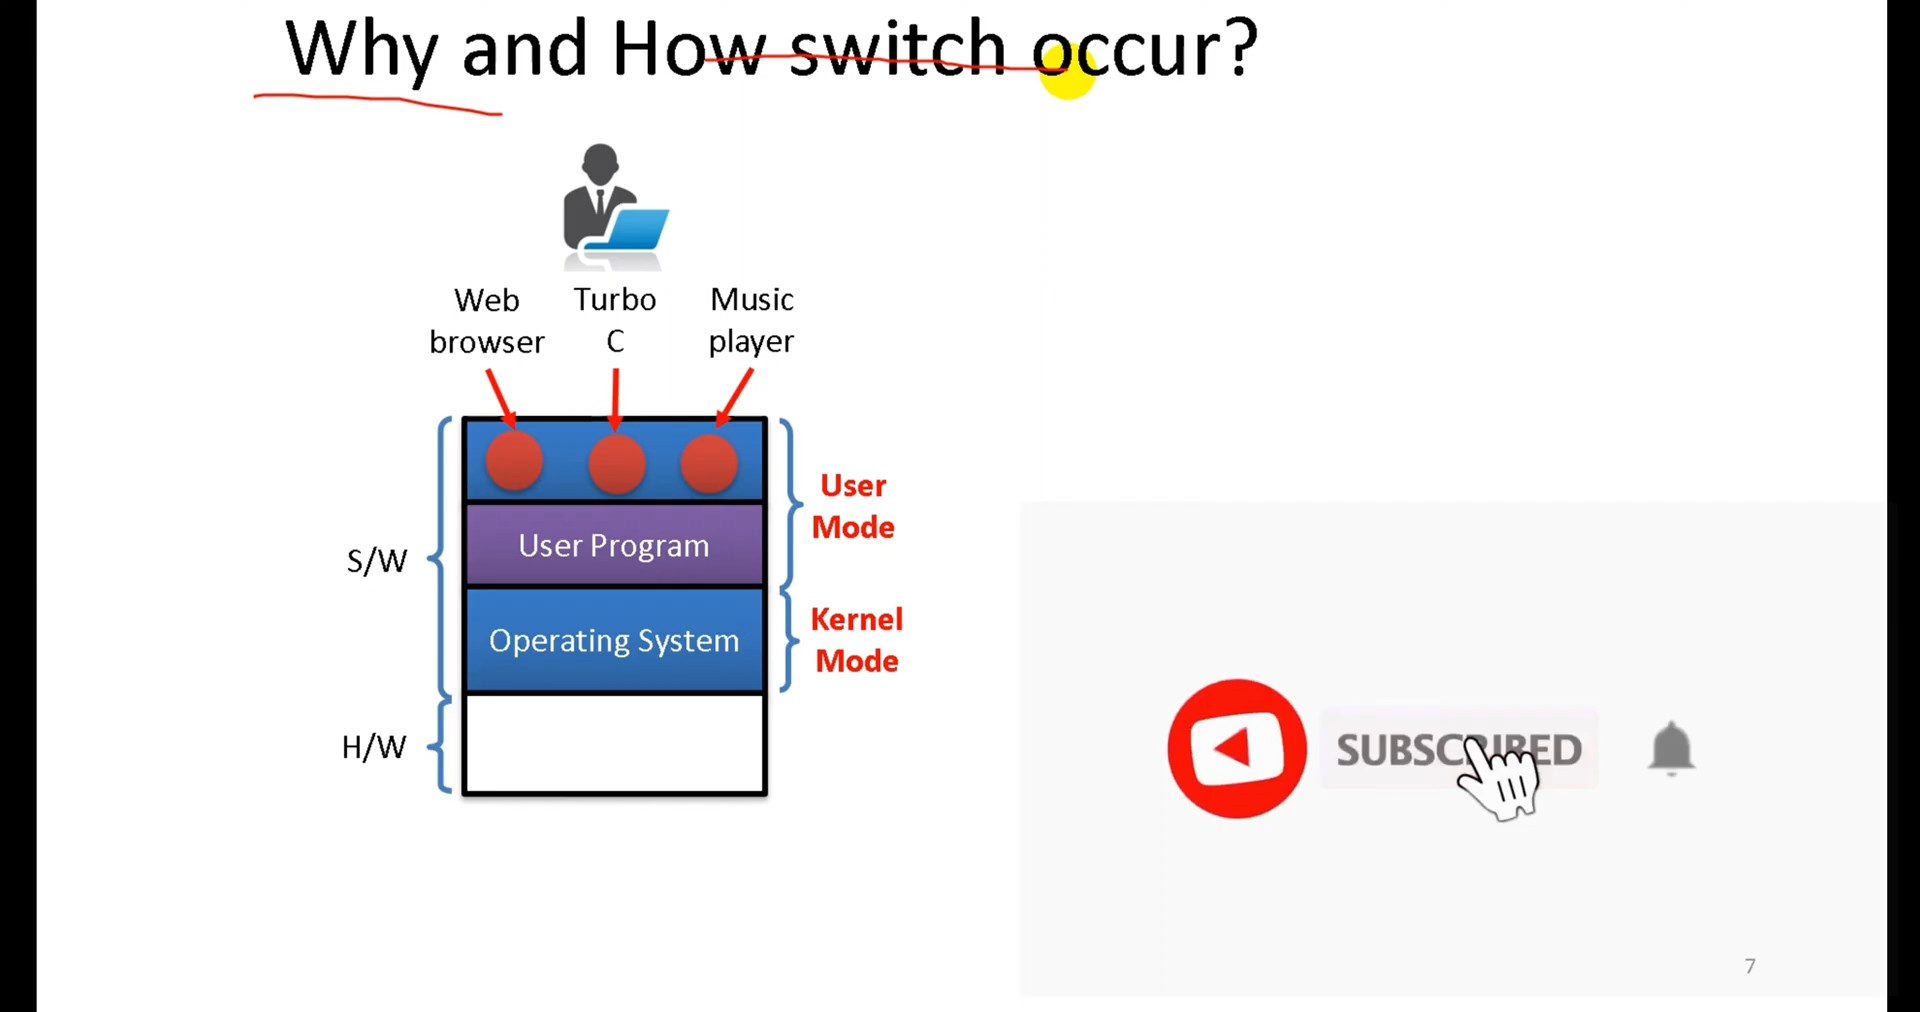 Why and How switch occur?
Web browser
Turbo C
Music player
User Mode
S/W
User Program
Kernel Mode
Operating System
H/W
SUBSCRIBED
7